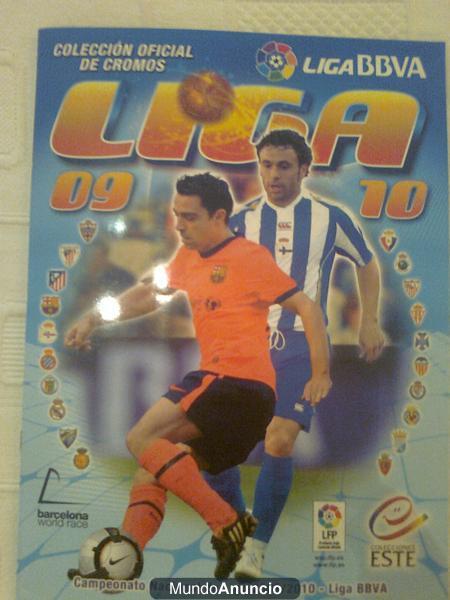 COLECCIÓN OFICIAL
DE CROMOS
LIGA BBVA
LIGA
09 10
barcelona
world race
LFP
COLECCIONES
ESTE
Campeonato
2010 - Liga BBVA
MundoAnuncio